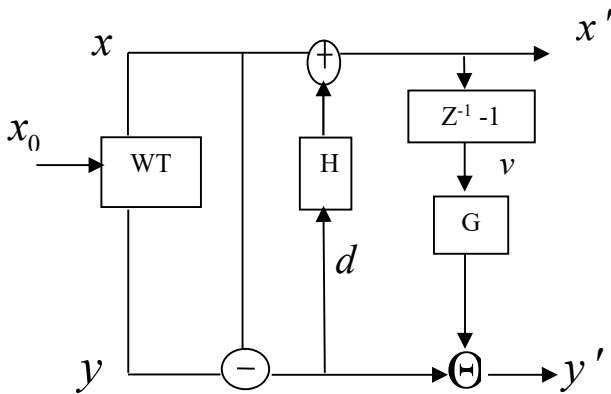 x + x′
Z⁻¹ -1
x₀ WT H v
G
d
y − Θ y′